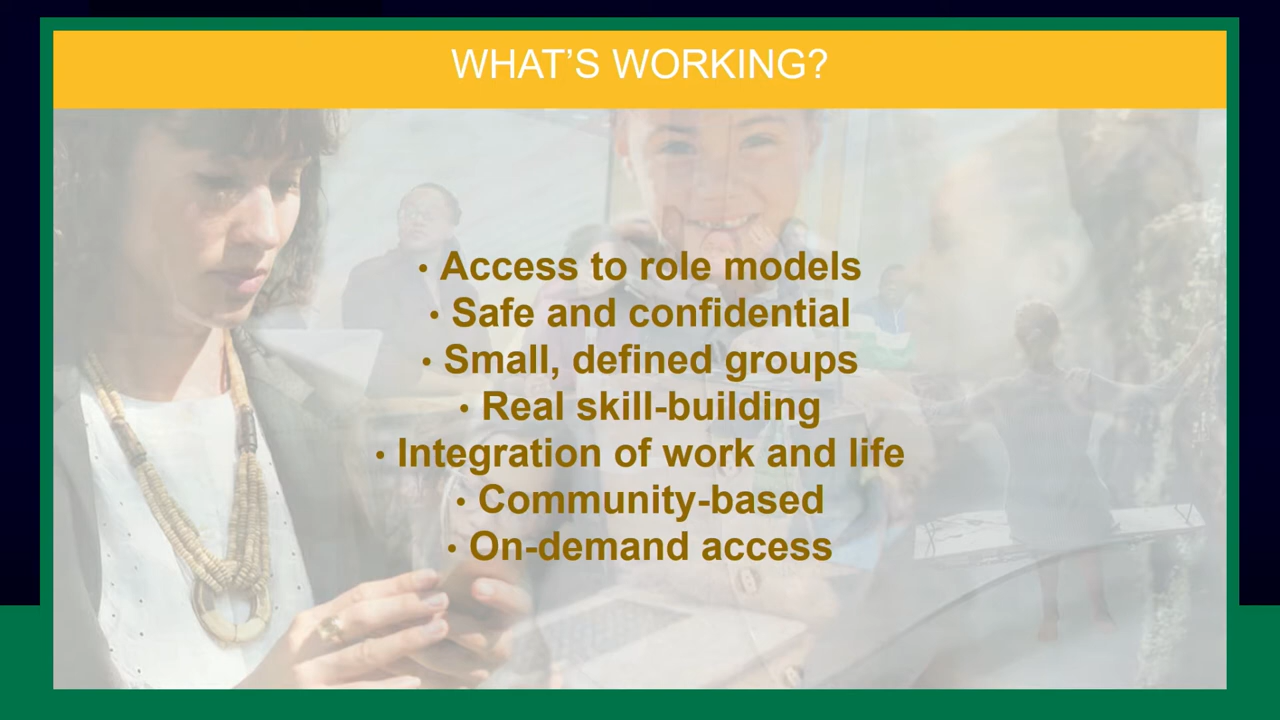 WHAT'S WORKING?
• Access to role models
• Safe and confidential
• Small, defined groups
• Real skill-building
• Integration of work and life
• Community-based
• On-demand access